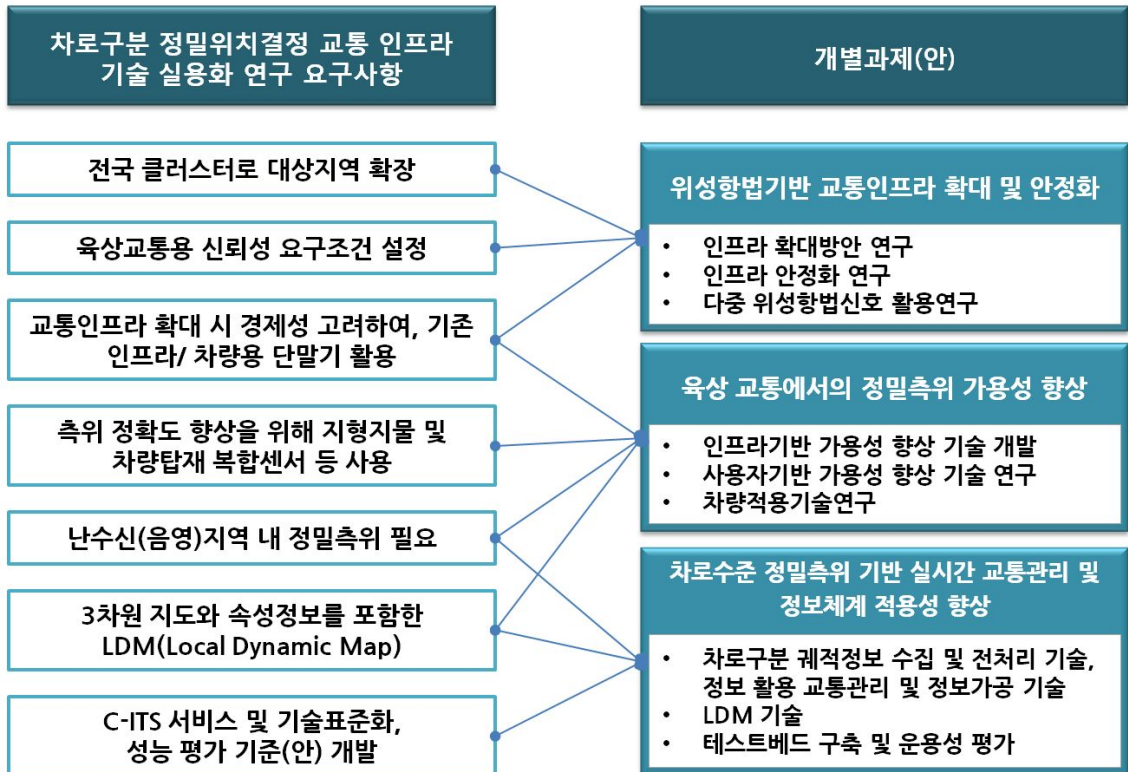 차로구분 정밀위치결정 교통 인프라
기술 실용화 연구 요구사항
전국 클러스터로 대상지역 확장
육상교통용 신뢰성 요구조건 설정
교통인프라 확대 시 경제성 고려하여, 기존
인프라/ 차량용 단말기 활용
측위 정확도 향상을 위해 지형지물 및
차량탑재 복합센서 등 사용
난수신(음영)지역 내 정밀측위 필요
3차원 지도와 속성정보를 포함한
LDM(Local Dynamic Map)
C-ITS 서비스 및 기술표준화,
성능 평가 기준(안) 개발
개별과제(안)
위성항법기반 교통인프라 확대 및 안정화
• 인프라 확대방안 연구
• 인프라 안정화 연구
• 다중 위성항법신호 활용연구
육상 교통에서의 정밀측위 가용성 향상
• 인프라기반 가용성 향상 기술 개발
• 사용자기반 가용성 향상 기술 연구
• 차량적용기술연구
차로수준 정밀측위 기반 실시간 교통관리 및
정보체계 적용성 향상
• 차로구분 궤적정보 수집 및 전처리 기술,
정보 활용 교통관리 및 정보가공 기술
• LDM 기술
• 테스트베드 구축 및 운용성 평가